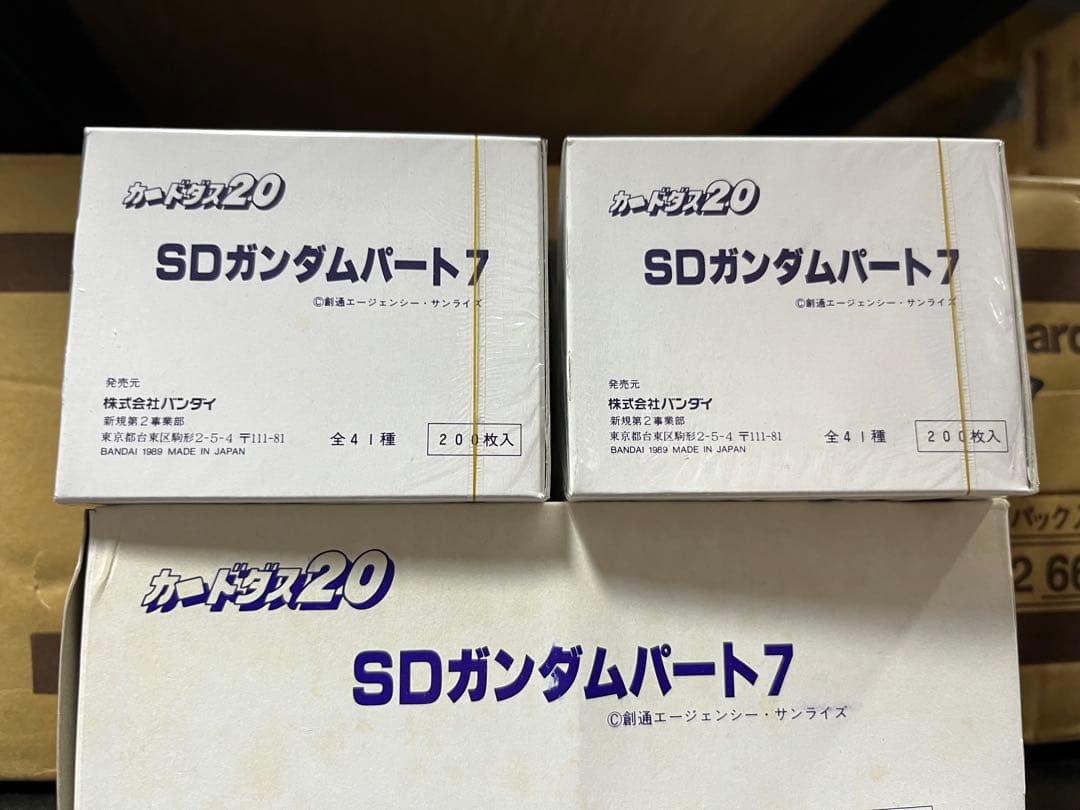 カードダス20
SDガンダムパート7
©創通エージェンシー・サンライズ
発売元
株式会社バンダイ
新規第2事業部
東京都台東区駒形2-5-4 〒111-81
BANDAI 1989 MADE IN JAPAN
全41種
200枚入
カードダス20
SDガンダムパート7
©創通エージェンシー・サンライズ
発売元
株式会社バンダイ
新規第2事業部
東京都台東区駒形2-5-4 〒111-81
BANDAI 1989 MADE IN JAPAN
全41種
200枚入
カードダス20
SDガンダムパート7
©創通エージェンシー・サンライズ
パック
2 66